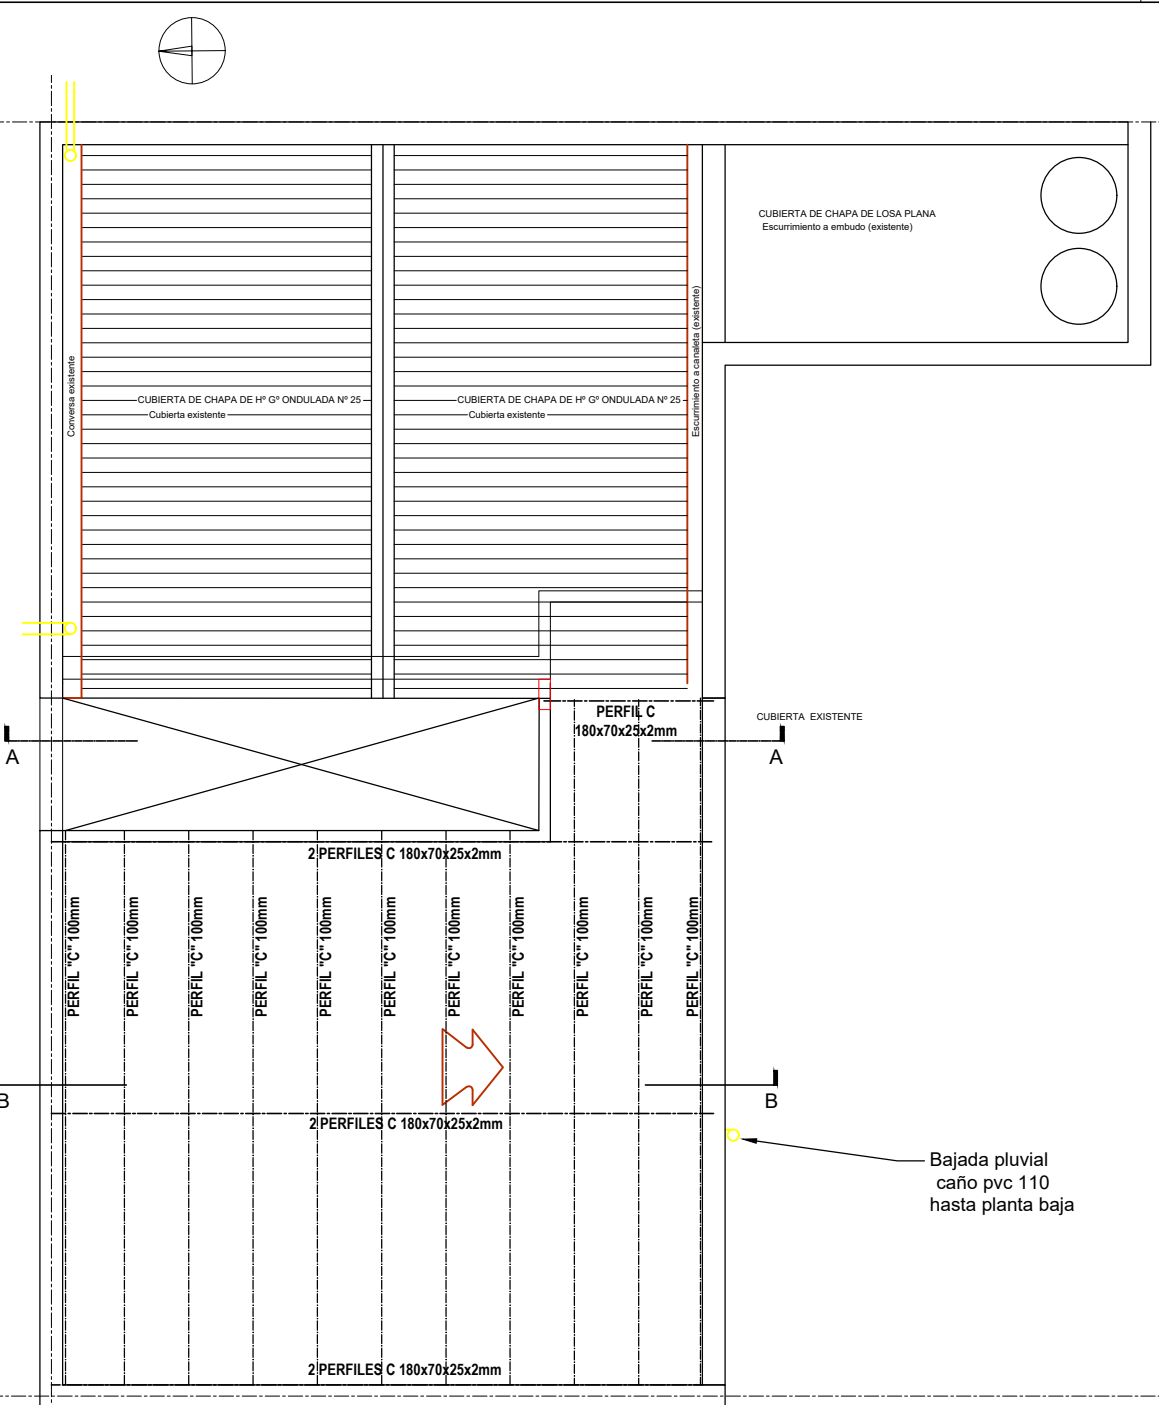 CUBIERTA DE CHAPA DE LOSA PLANA
Escurrimiento a embudo (existente)
Conversa existente
CUBIERTA DE CHAPA DE Hº Gº ONDULADA Nº 25
Cubierta existente
CUBIERTA DE CHAPA DE Hº Gº ONDULADA Nº 25
Cubierta existente
Escurrimiento a canaleta (existente)
PERFIL C
180x70x25x2mm
CUBIERTA EXISTENTE
A
A
2 PERFILES C 180x70x25x2mm
PERFIL "C" 100mm
PERFIL "C" 100mm
PERFIL "C" 100mm
PERFIL "C" 100mm
PERFIL "C" 100mm
PERFIL "C" 100mm
PERFIL "C" 100mm
PERFIL "C" 100mm
PERFIL "C" 100mm
PERFIL "C" 100mm
PERFIL "C" 100mm
B
B
2 PERFILES C 180x70x25x2mm
Bajada pluvial
caño pvc 110
hasta planta baja
2 PERFILES C 180x70x25x2mm